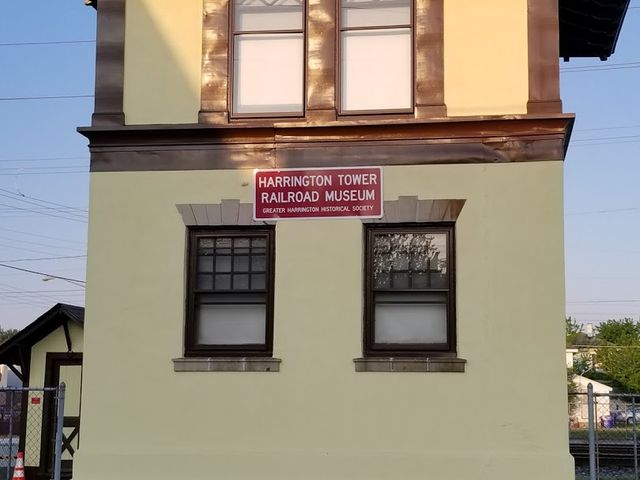 HARRINGTON TOWER
RAILROAD MUSEUM
GREATER HARRINGTON HISTORICAL SOCIETY